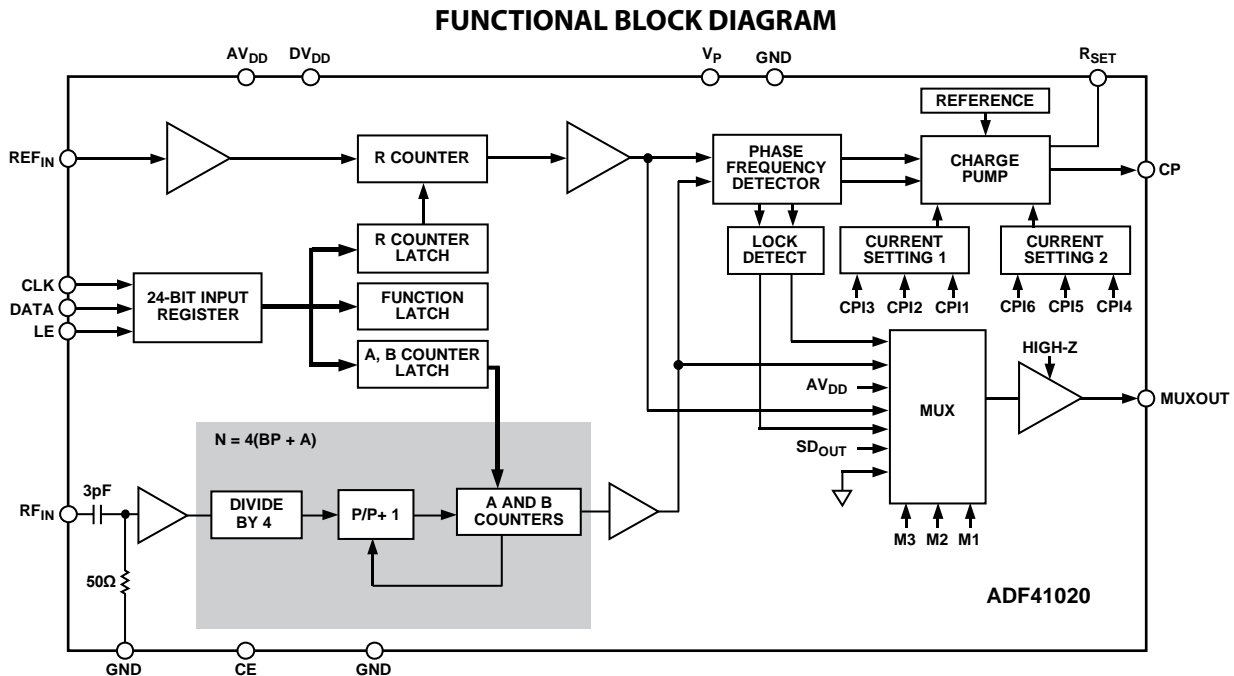 FUNCTIONAL BLOCK DIAGRAM
AVDD
DVDD
VP
GND
RSET
REFERENCE
REFIN
R COUNTER
PHASE
FREQUENCY
DETECTOR
CHARGE
PUMP
CP
R COUNTER
LATCH
LOCK
DETECT
CURRENT
SETTING 1
CURRENT
SETTING 2
CLK
DATA
LE
24-BIT INPUT
REGISTER
FUNCTION
LATCH
CPI3
CPI2
CPI1
CPI6
CPI5
CPI4
A, B COUNTER
LATCH
HIGH-Z
AVDD
MUX
MUXOUT
SDOUT
N = 4(BP + A)
3pF
RFIN
DIVIDE
BY 4
P/P+ 1
A AND B
COUNTERS
M3
M2
M1
50Ω
ADF41020
GND
CE
GND